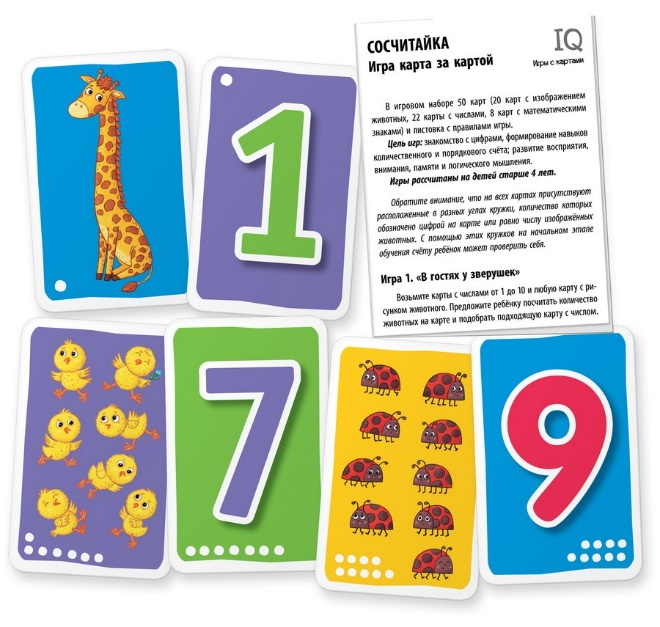 СОСЧИТАЙКА
Игра карта за картой
IQ
Игры с картами
В игровом наборе 50 карт (20 карт с изображением
животных, 22 карты с числами, 8 карт с математическими
знаками) и листовка с правилами игры.
Цель игр: знакомство с цифрами, формирование навыков
количественного и порядкового счёта; развитие восприятия,
внимания, памяти и логического мышления.
Игры рассчитаны на детей старше 4 лет.
Обратите внимание, что на всех картах присутствуют
расположенные в разных углах кружки, количество которых
обозначено цифрой на карте или равно числу изображённых
животных. С помощью этих кружков на начальном этапе
обучения счёту ребёнок может проверить себя.
Игра 1. «В гостях у зверушек»
Возьмите карты с числами от 1 до 10 и любую карту с ри-
сунком животного. Предложите ребёнку посчитать количество
животных на карте и подобрать подходящую карту с числом.
1
7
9